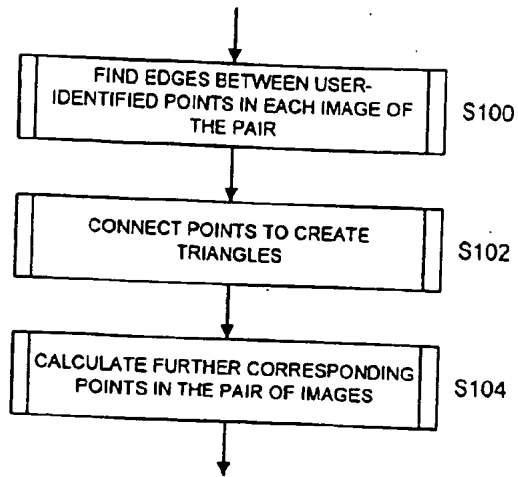 FIND EDGES BETWEEN USER-
IDENTIFIED POINTS IN EACH IMAGE OF
THE PAIR
S100
CONNECT POINTS TO CREATE
TRIANGLES
S102
CALCULATE FURTHER CORRESPONDING
POINTS IN THE PAIR OF IMAGES
S104